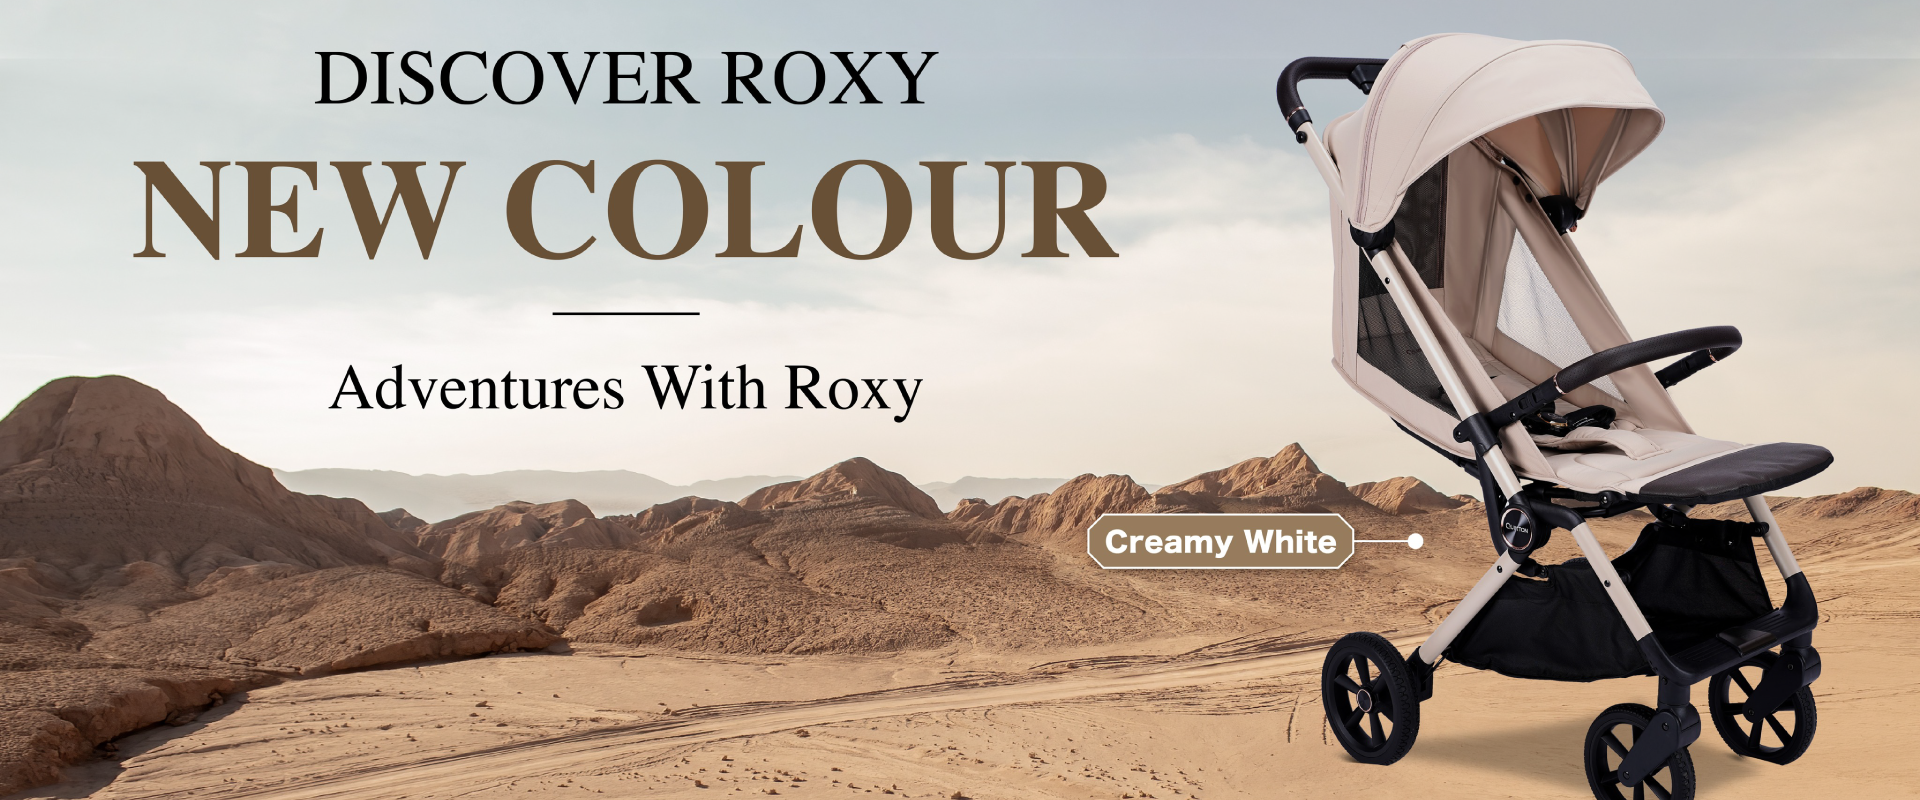 DISCOVER ROXY
NEW COLOUR
Adventures With Roxy
Creamy White